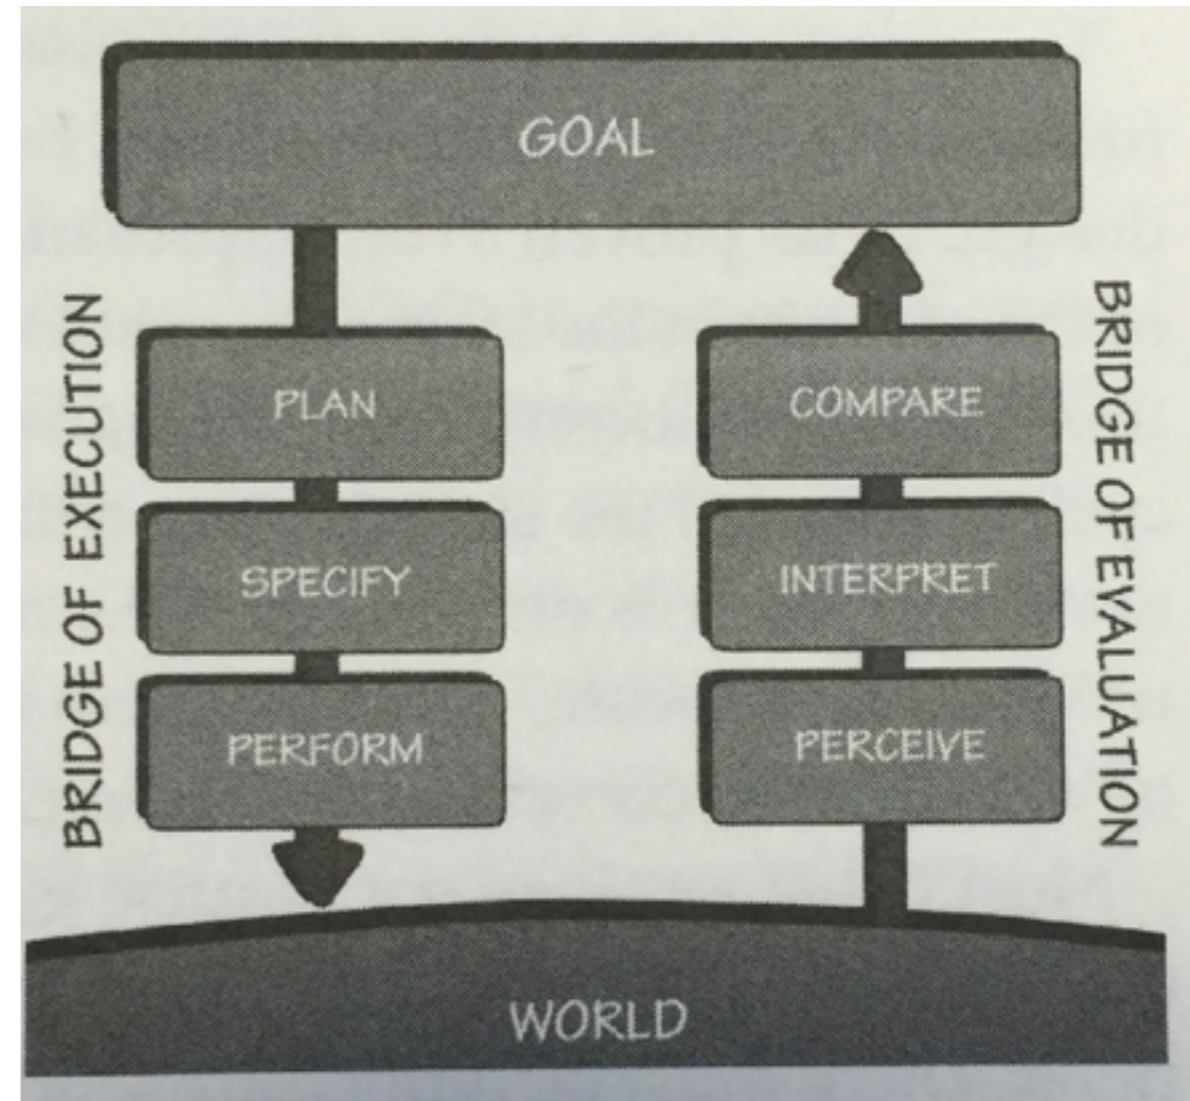 GOAL
BRIDGE OF EXECUTION
PLAN
SPECIFY
PERFORM
COMPARE
INTERPRET
PERCEIVE
BRIDGE OF EVALUATION
WORLD